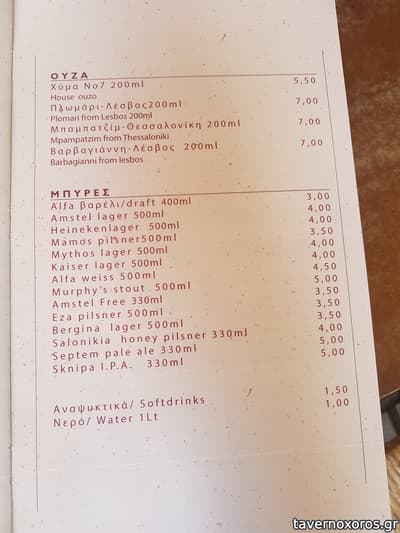 ΟΥΖΑ
Χύμα Νο7 200ml 5,50
House ouzo
Πλωμάρι-Λέσβος200ml 7,00
Plomari from Lesbos 200ml
Μπαμπατζίμ-Θεσσαλονίκη 200ml 7,00
Mpampatzim from Thessaloniki
Βαρβαγιάννη-Λέσβος 200ml 7,00
Barbagianni from lesbos
ΜΠΥΡΕΣ
Alfa βαρέλι/draft 400ml 3,00
Amstel lager 500ml 4,00
Heinekenlager 500ml 4,00
Mamos pilsner500ml 3,50
Mythos lager 500ml 4,00
Kaiser lager 500ml 4,00
Alfa weiss 500ml 4,50
Murphy's stout 500ml 5,00
Amstel Free 330ml 3,50
Eza pilsner 500ml 3,50
Bergina lager 500ml 3,50
Salonikia honey pilsner 330ml 4,00
Septem pale ale 330ml 5,00
Sknipa I.P.A. 330ml 5,00
Αναψυκτικά/ Softdrinks 1,50
Νερό/ Water 1Lt 1,00
tavernoxoros.gr